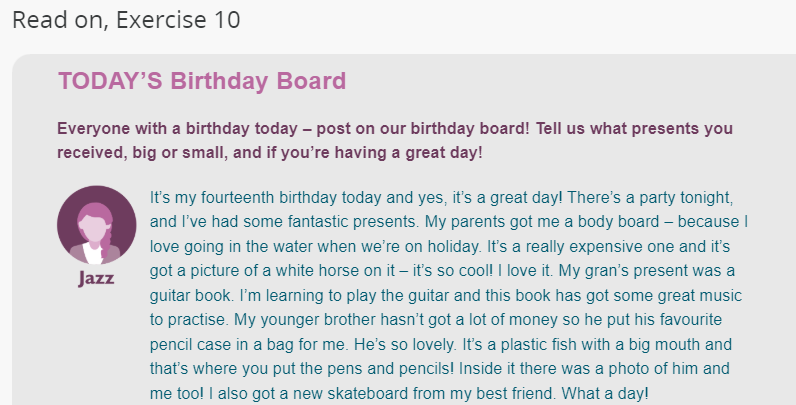 Read on, Exercise 10
TODAY'S Birthday Board
Everyone with a birthday today – post on our birthday board! Tell us what presents you
received, big or small, and if you're having a great day!
It's my fourteenth birthday today and yes, it's a great day! There's a party tonight,
and I've had some fantastic presents. My parents got me a body board – because I
love going in the water when we're on holiday. It's a really expensive one and it's
got a picture of a white horse on it – it's so cool! I love it. My gran's present was a
guitar book. I'm learning to play the guitar and this book has got some great music
to practise. My younger brother hasn't got a lot of money so he put his favourite
pencil case in a bag for me. He's so lovely. It's a plastic fish with a big mouth and
that's where you put the pens and pencils! Inside it there was a photo of him and
me too! I also got a new skateboard from my best friend. What a day!
Jazz